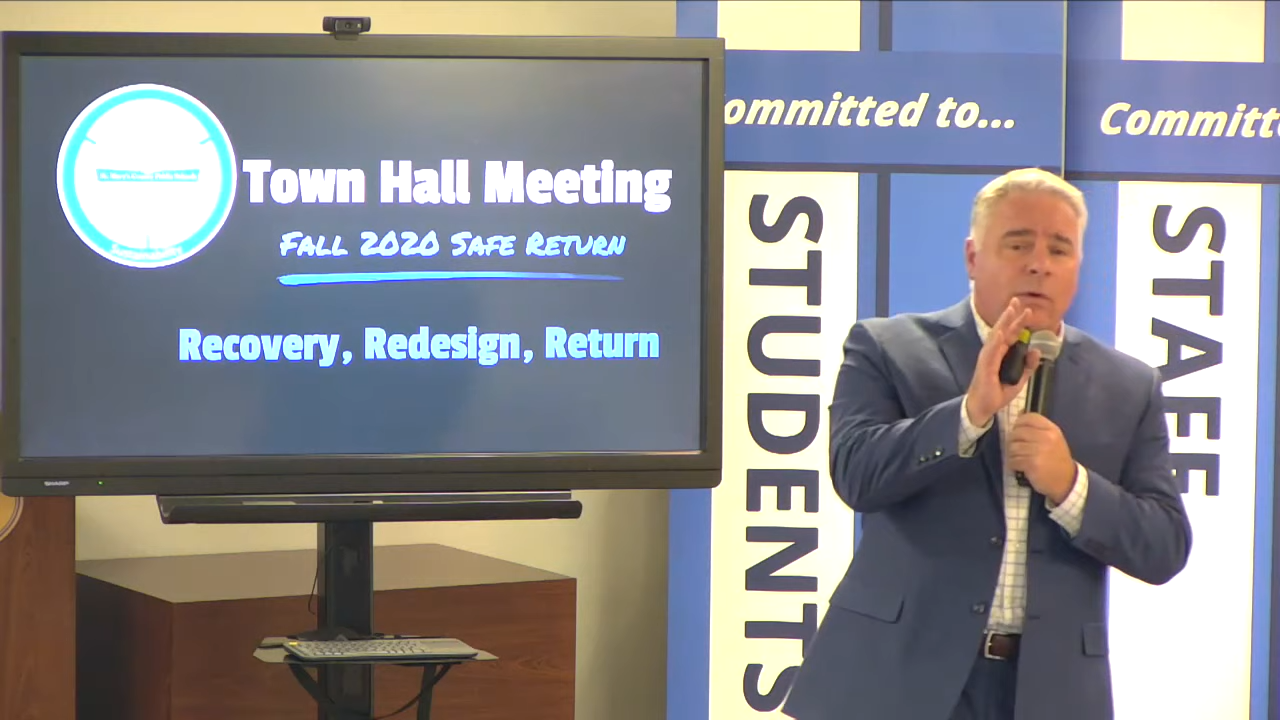 Town Hall Meeting
Fall 2020 Safe Return
Recovery, Redesign, Return
SHARP
ommitted to...
STUDENTS
Committ
STAFF